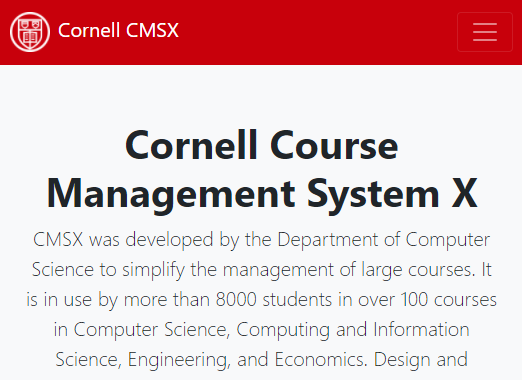 Cornell CMSX
Cornell Course
Management System X
CMSX was developed by the Department of Computer
Science to simplify the management of large courses. It
is in use by more than 8000 students in over 100 courses
in Computer Science, Computing and Information
Science, Engineering, and Economics. Design and